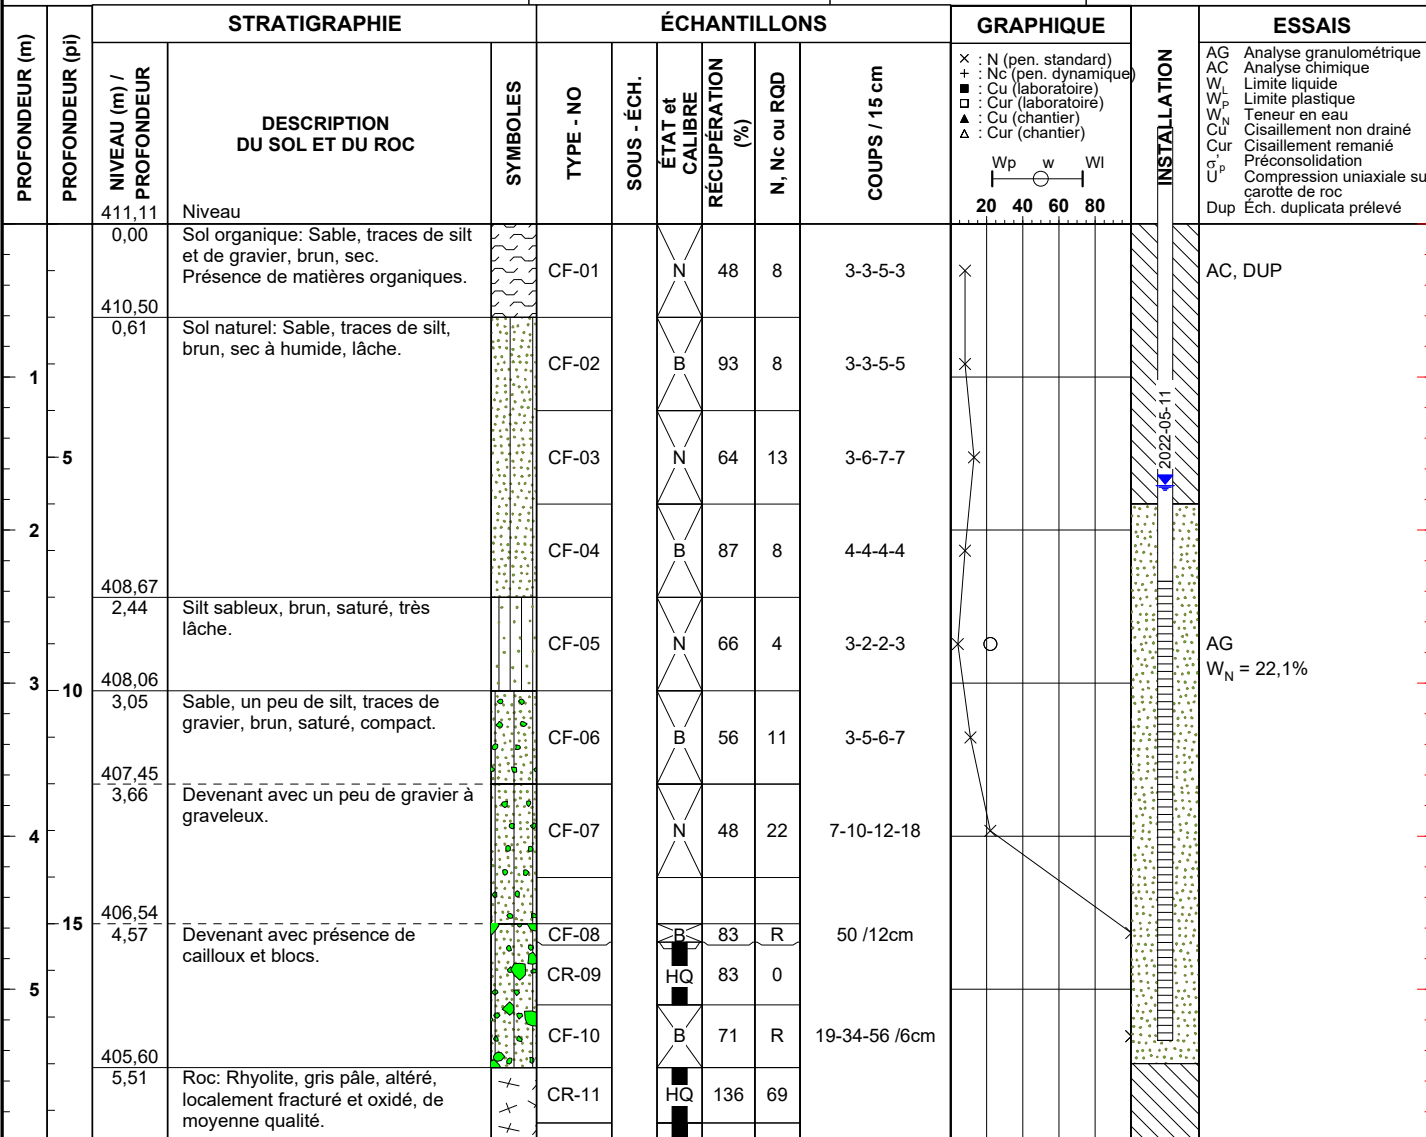 STRATIGRAPHIE
ÉCHANTILLONS
GRAPHIQUE
ESSAIS
PROFONDEUR (m)
PROFONDEUR (pi)
NIVEAU (m) /
PROFONDEUR
DESCRIPTION
DU SOL ET DU ROC
SYMBOLES
TYPE - NO
SOUS - ÉCH.
ÉTAT et
CALIBRE
RÉCUPÉRATION
(%)
N, Nc ou RQD
COUPS / 15 cm
× : N (pen. standard)
+ : Nc (pen. dynamique)
■ : Cu (laboratoire)
□ : Cur (laboratoire)
▲ : Cu (chantier)
△ : Cur (chantier)
Wp w Wl
20 40 60 80
INSTALLATION
AG Analyse granulométrique
AC Analyse chimique
W_L Limite liquide
W_P Limite plastique
W_N Teneur en eau
Cu Cisaillement non drainé
Cur Cisaillement remanié
σ'_p Préconsolidation
U Compression uniaxiale su
carotte de roc
Dup Éch. duplicata prélevé
411,11 Niveau
0,00 Sol organique: Sable, traces de silt
et de gravier, brun, sec.
Présence de matières organiques.
CF-01 N 48 8 3-3-5-3 AC, DUP
410,50
0,61 Sol naturel: Sable, traces de silt,
brun, sec à humide, lâche.
CF-02 B 93 8 3-3-5-5
1
2022-05-11
5 CF-03 N 64 13 3-6-7-7
2
CF-04 B 87 8 4-4-4-4
408,67
2,44 Silt sableux, brun, saturé, très
lâche.
CF-05 N 66 4 3-2-2-3 AG
W_N = 22,1%
3 10
408,06
3,05 Sable, un peu de silt, traces de
gravier, brun, saturé, compact.
CF-06 B 56 11 3-5-6-7
407,45
3,66 Devenant avec un peu de gravier à
graveleux.
4 CF-07 N 48 22 7-10-12-18
406,54
15
4,57 Devenant avec présence de
cailloux et blocs.
CF-08 B 83 R 50 /12cm
CR-09 HQ 83 0
5
CF-10 B 71 R 19-34-56 /6cm
405,60
5,51 Roc: Rhyolite, gris pâle, altéré,
localement fracturé et oxidé, de
moyenne qualité.
CR-11 HQ 136 69